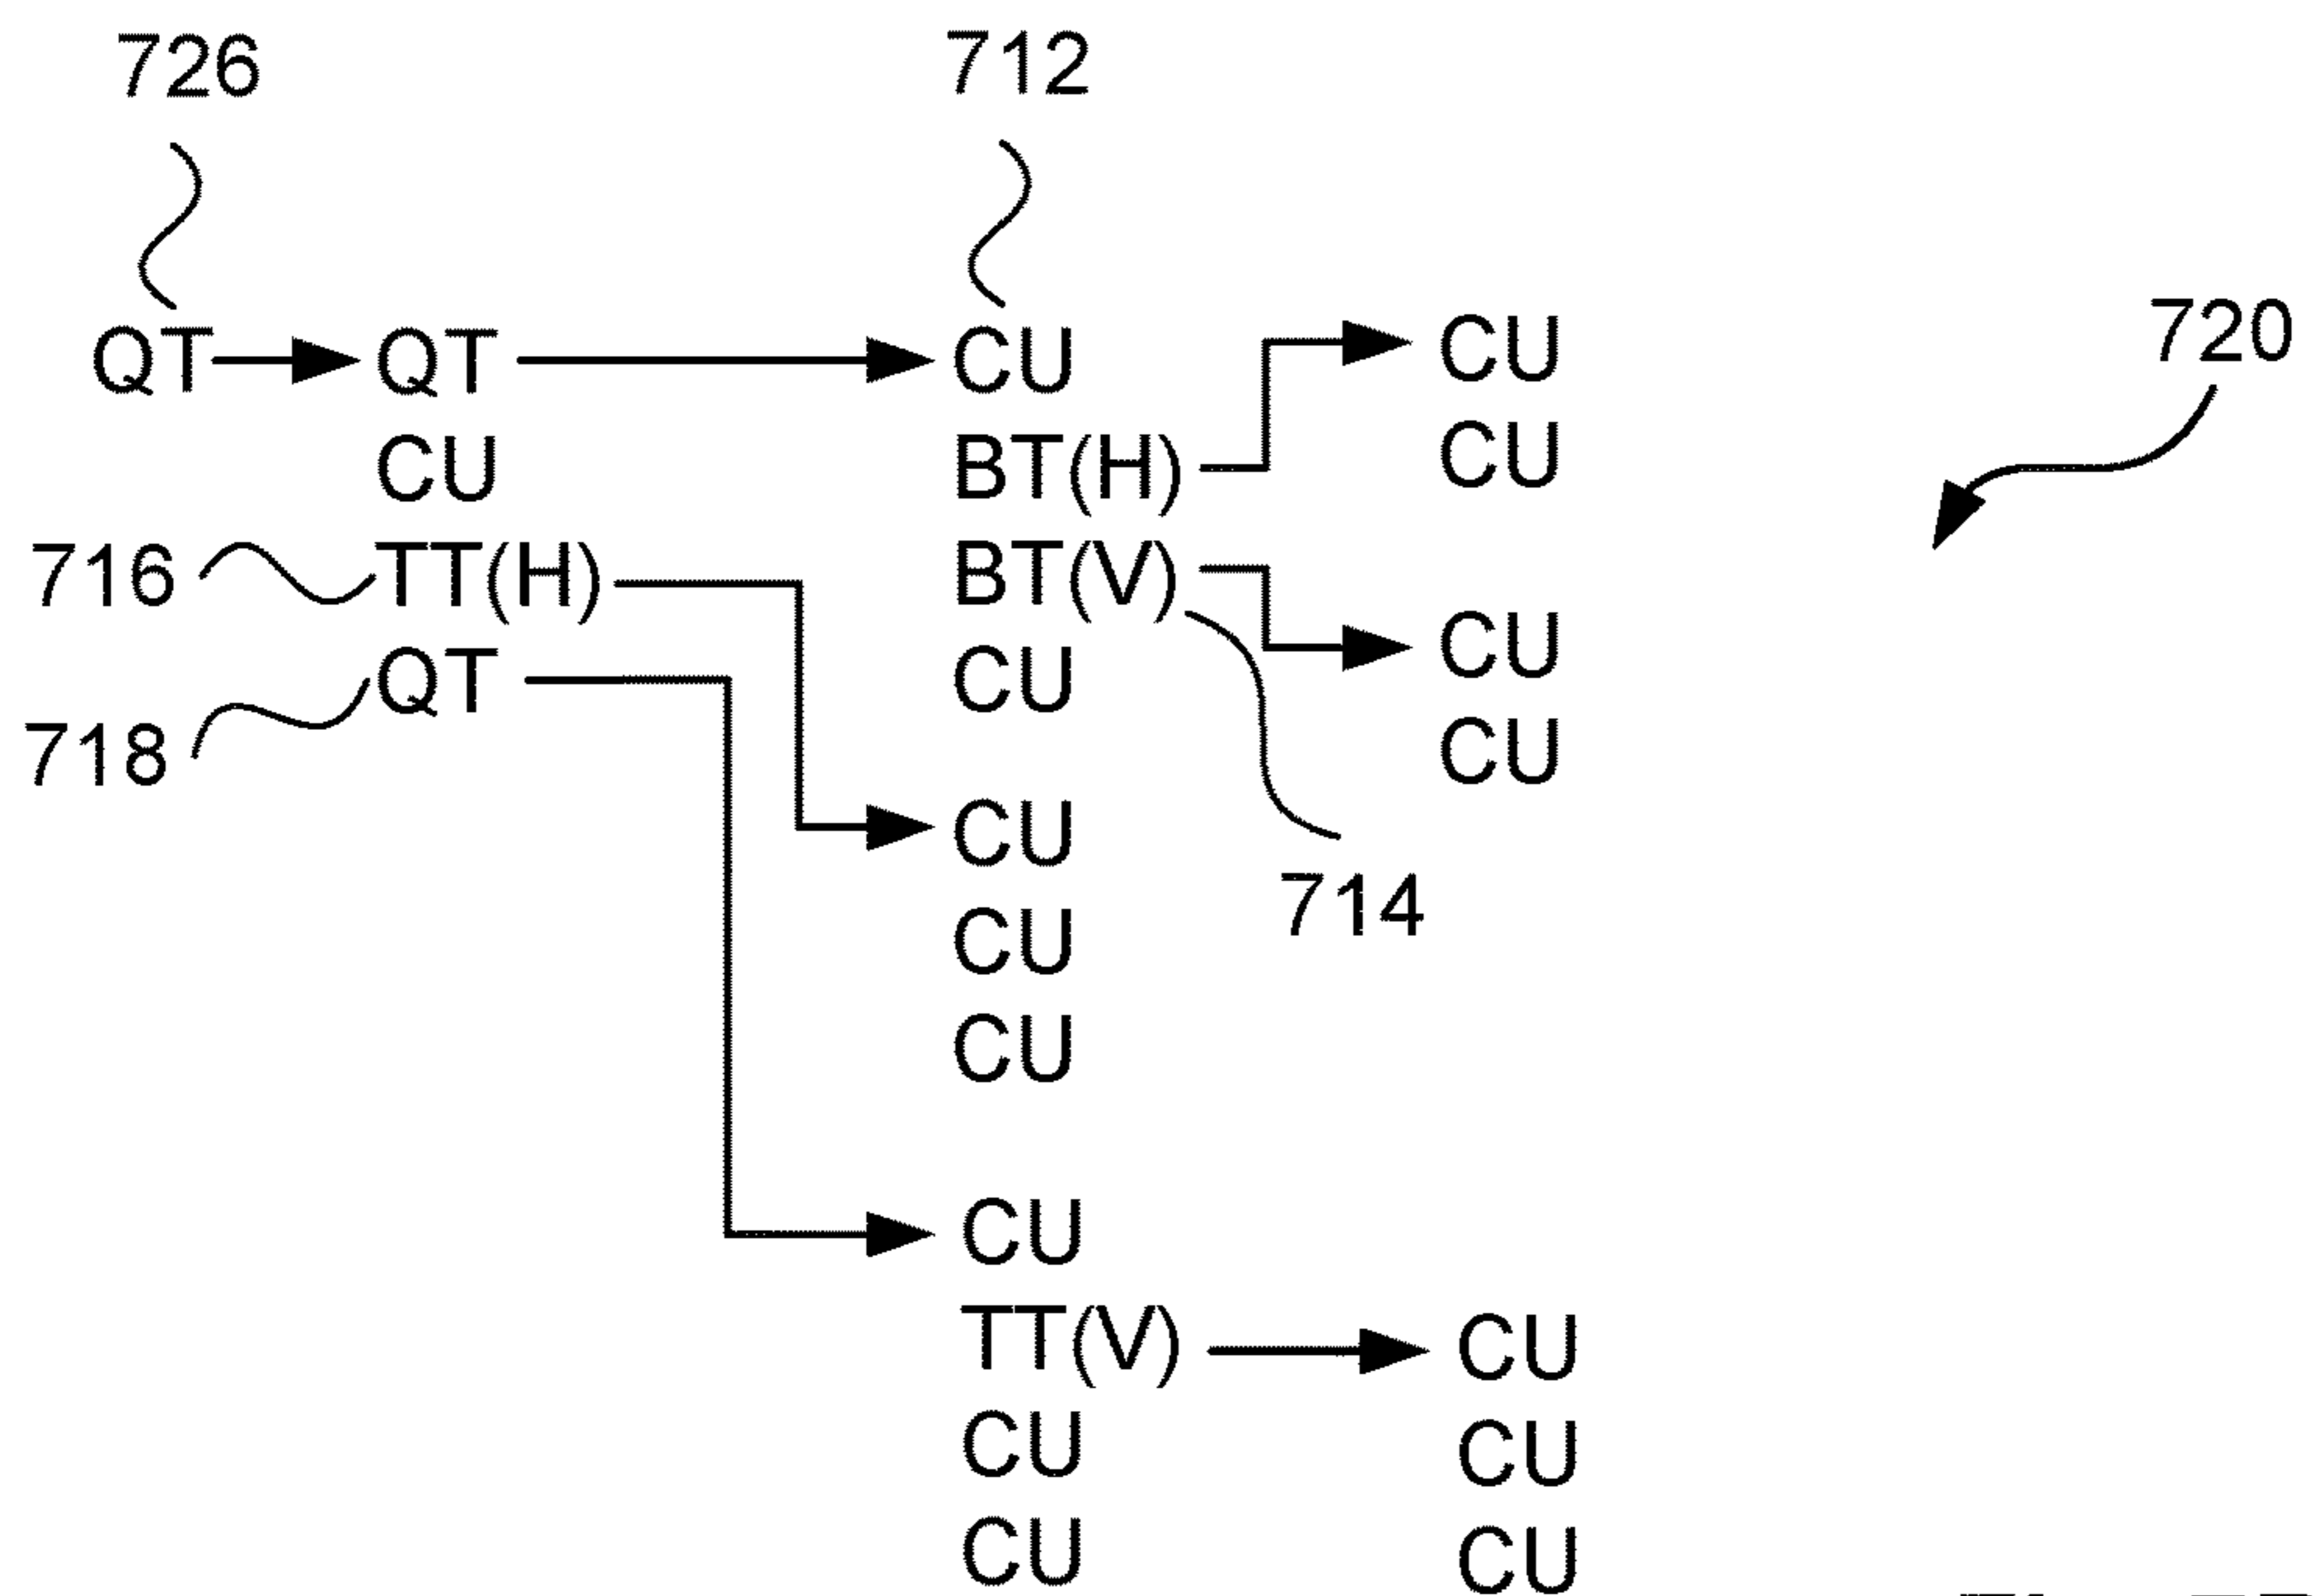 726 712
QT QT CU CU 720
CU BT(H) CU
716 TT(H) BT(V) CU
718 QT CU CU
CU 714
CU
CU
CU
TT(V) CU
CU CU
CU CU